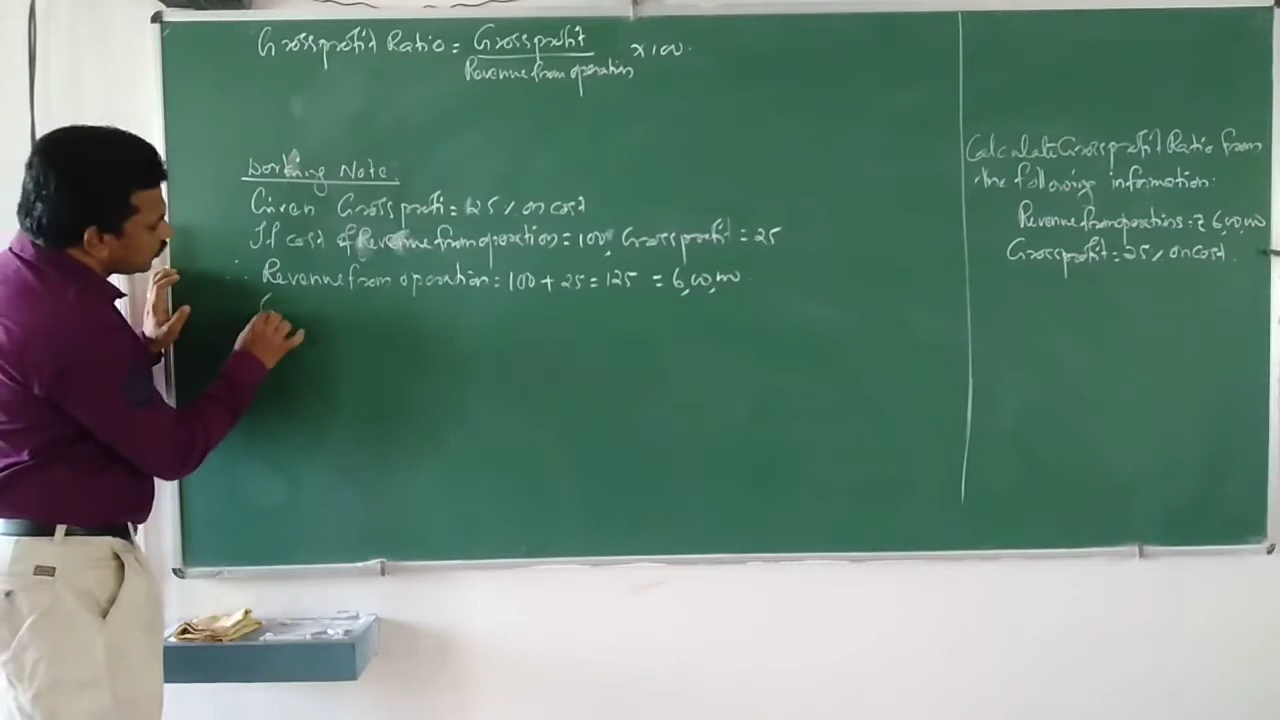 Gross profit Ratio = Gross profit / Revenue from operation × 100.
Working Note.
Given Gross profit = 25% on cost
If cost of Revenue from operation = 100, Gross profit = 25
∴ Revenue from operation = 100 + 25 = 125 = 6,00,000
Calculate Gross profit Ratio from
the following information:
Revenue from operations = ₹ 6,00,000
Gross profit = 25% on cost.